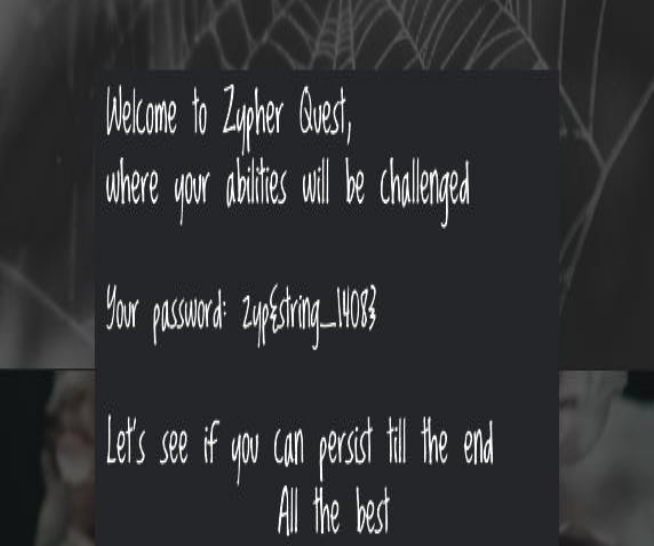 Welcome to Zypher Quest,
where your abilities will be challenged
Your password: zyp{string_1408}
Let's see if you can persist till the end
All the best